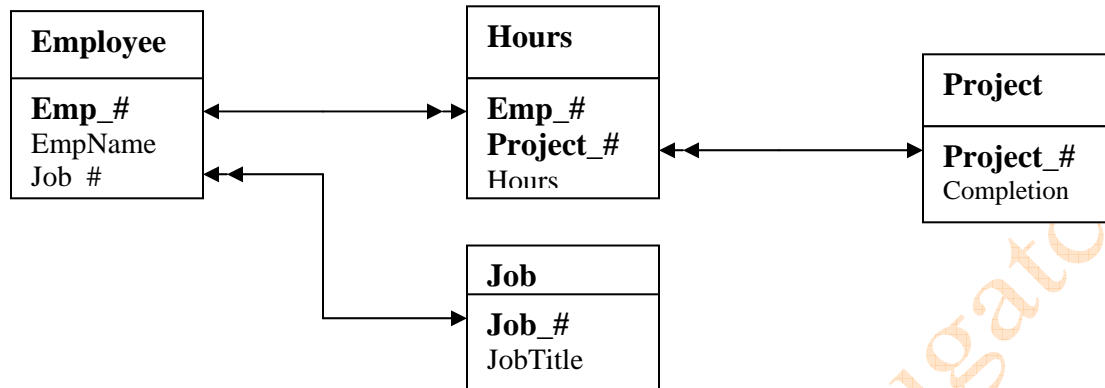 Employee
Emp_#
EmpName
Job_#
Hours
Emp_#
Project_#
Hours
Project
Project_#
Completion
Job
Job_#
JobTitle